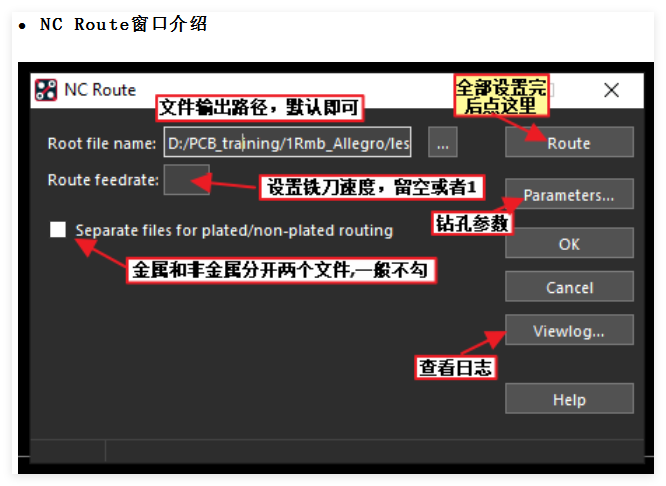 • NC Route窗口介绍
NC Route
全部设置完
后点这里
文件输出路径，默认即可
Root file name:
D:/PCB_training/1Rmb_Allegro/les
...
Route
Route feedrate:
设置铣刀速度，留空或者1
Parameters...
钻孔参数
Separate files for plated/non-plated routing
OK
金属和非金属分开两个文件,一般不勾
Cancel
Viewlog...
查看日志
Help